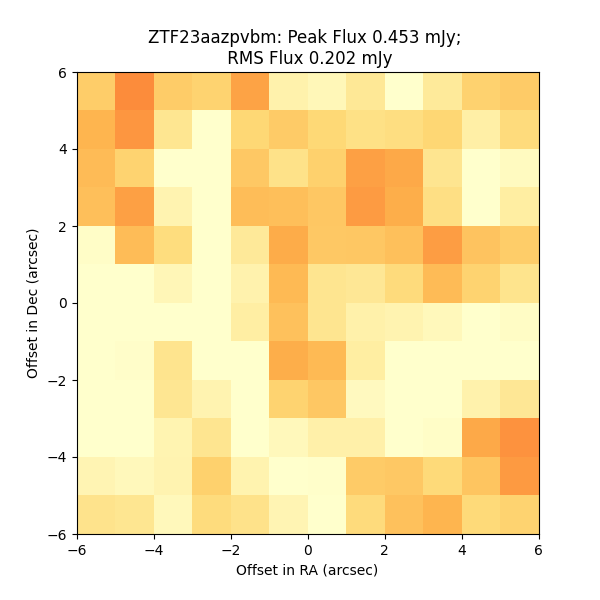 ZTF23aazpvbm: Peak Flux 0.453 mJy;
RMS Flux 0.202 mJy
6
4
2
0
−2
−4
−6
Offset in Dec (arcsec)
−6 −4 −2 0 2 4 6
Offset in RA (arcsec)